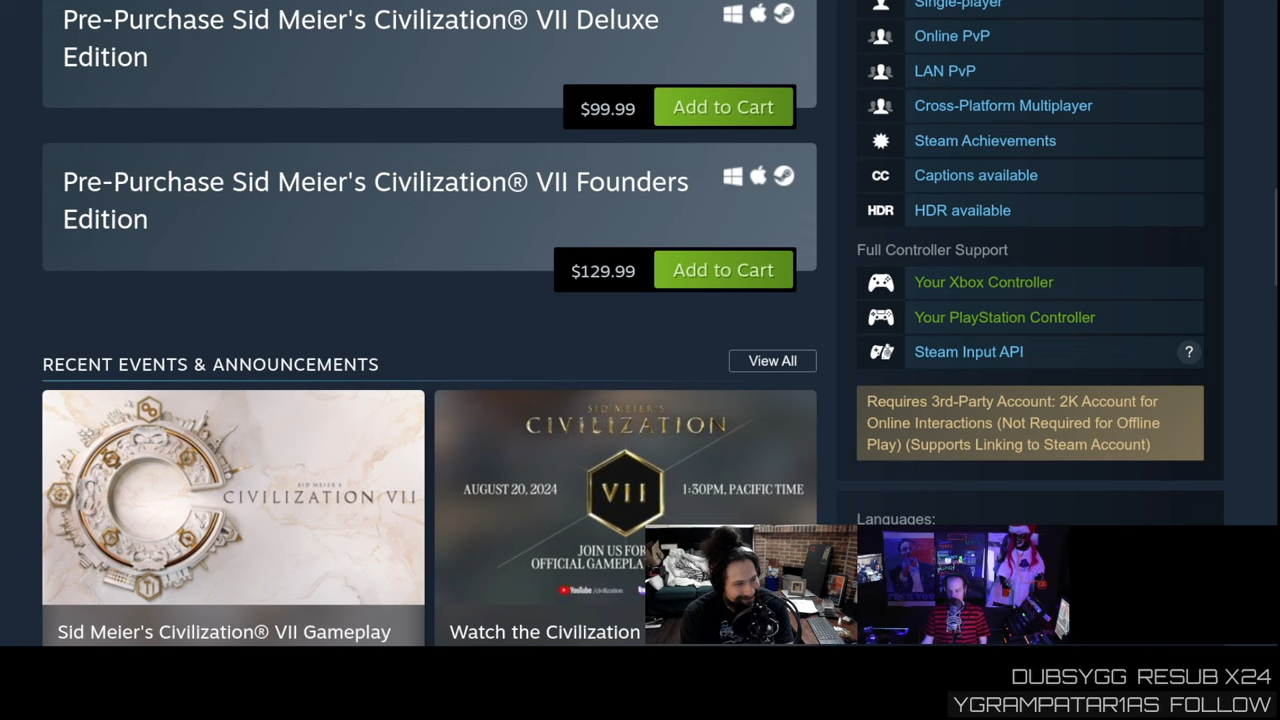 Pre-Purchase Sid Meier's Civilization® VII Deluxe
Edition
$99.99
Add to Cart
Pre-Purchase Sid Meier's Civilization® VII Founders
Edition
$129.99
Add to Cart
RECENT EVENTS & ANNOUNCEMENTS
View All
SID MEIER'S
CIVILIZATION VII
Sid Meier's Civilization® VII Gameplay
SID MEIER'S
CIVILIZATION
AUGUST 20, 2024
VII
1:30PM, PACIFIC TIME
JOIN US FOR
OFFICIAL GAMEPLA
YouTube /civilization
Watch the Civilization
Single-player
Online PvP
LAN PvP
Cross-Platform Multiplayer
Steam Achievements
CC
Captions available
HDR
HDR available
Full Controller Support
Your Xbox Controller
Your PlayStation Controller
Steam Input API
?
Requires 3rd-Party Account: 2K Account for
Online Interactions (Not Required for Offline
Play) (Supports Linking to Steam Account)
Languages:
DUBSYGG RESUB X24
YGRAMPATAR1AS FOLLOW